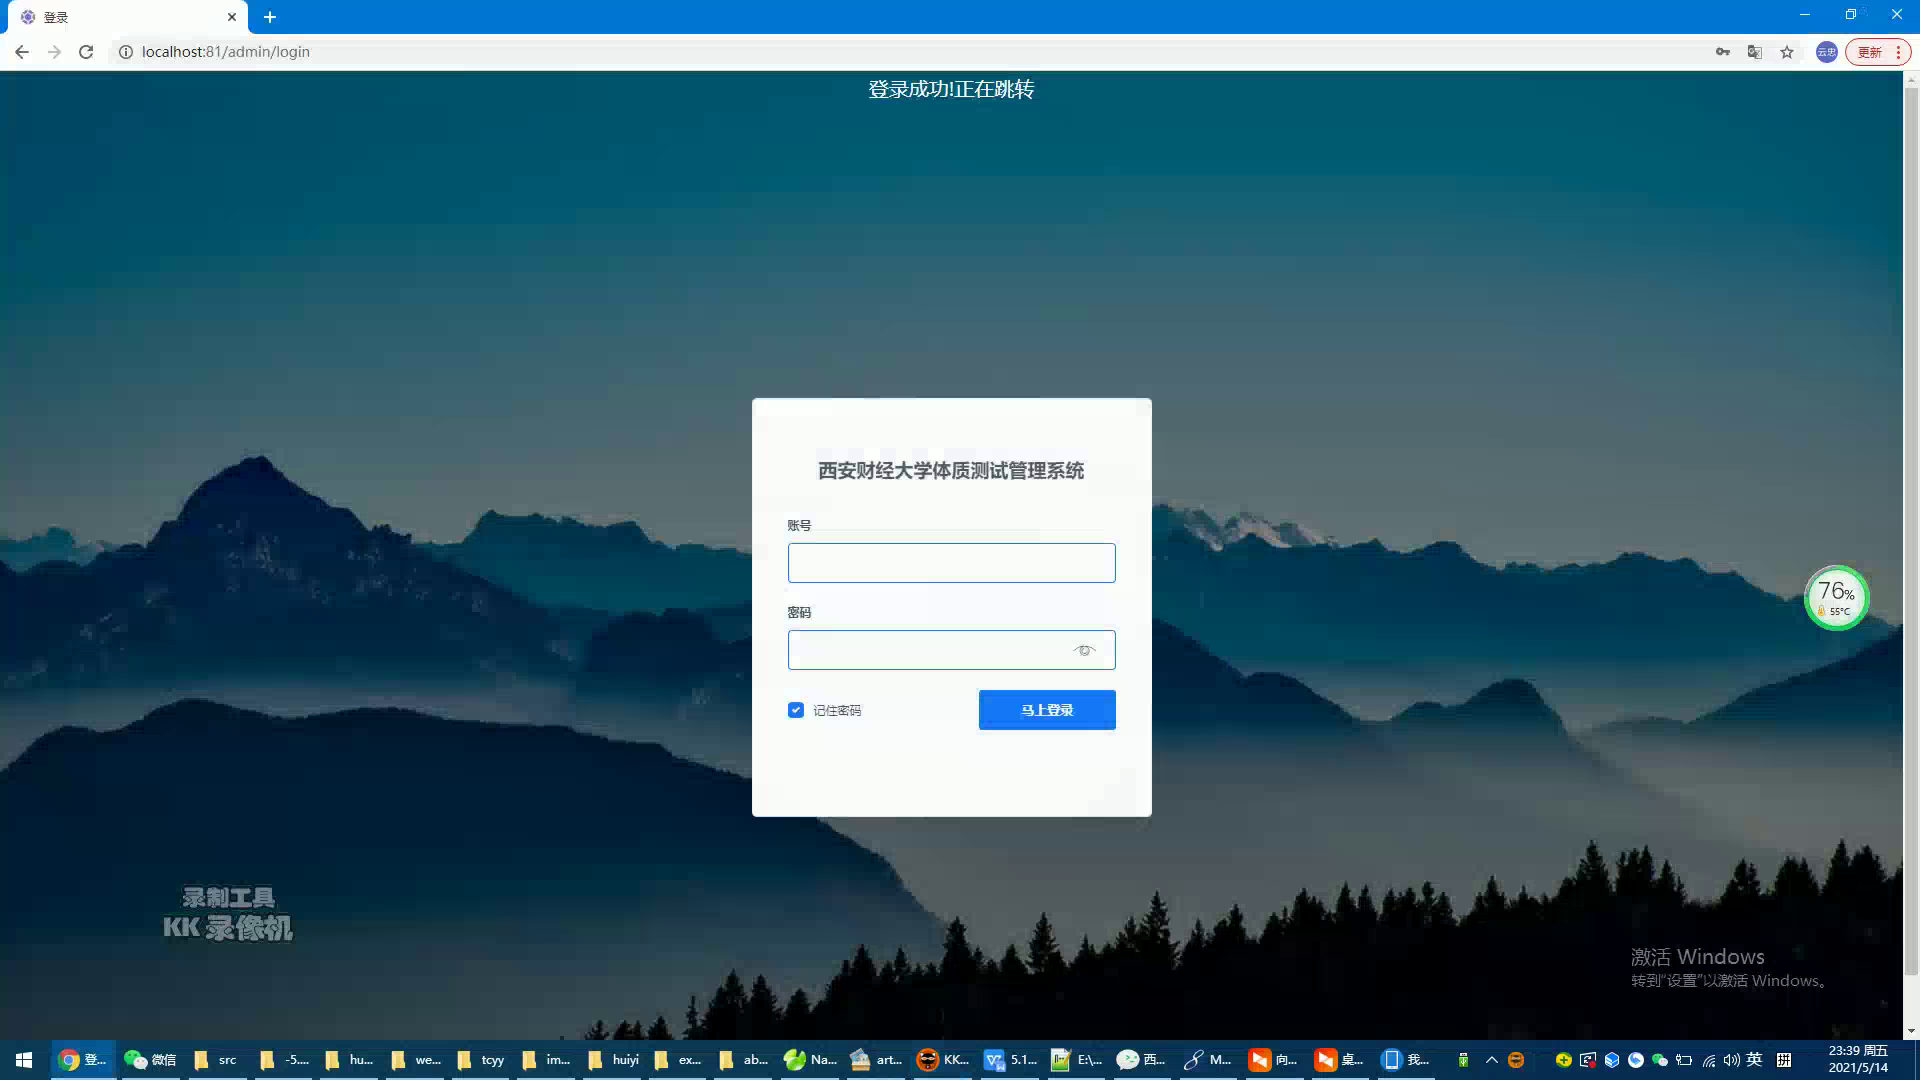 登录
localhost:81/admin/login
云忠
更新
登录成功!正在跳转
西安财经大学体质测试管理系统
账号
密码
记住密码
马上登录
76%
55°C
录制工具
KK 录像机
激活 Windows
转到“设置”以激活 Windows。
登...
微信
src
-5....
hu...
we...
tcyy
im...
huiyi
ex...
ab...
Na...
art...
KK...
5.1...
E:\...
西...
M...
向...
桌...
我...
英
拼
23:39 周五
2021/5/14